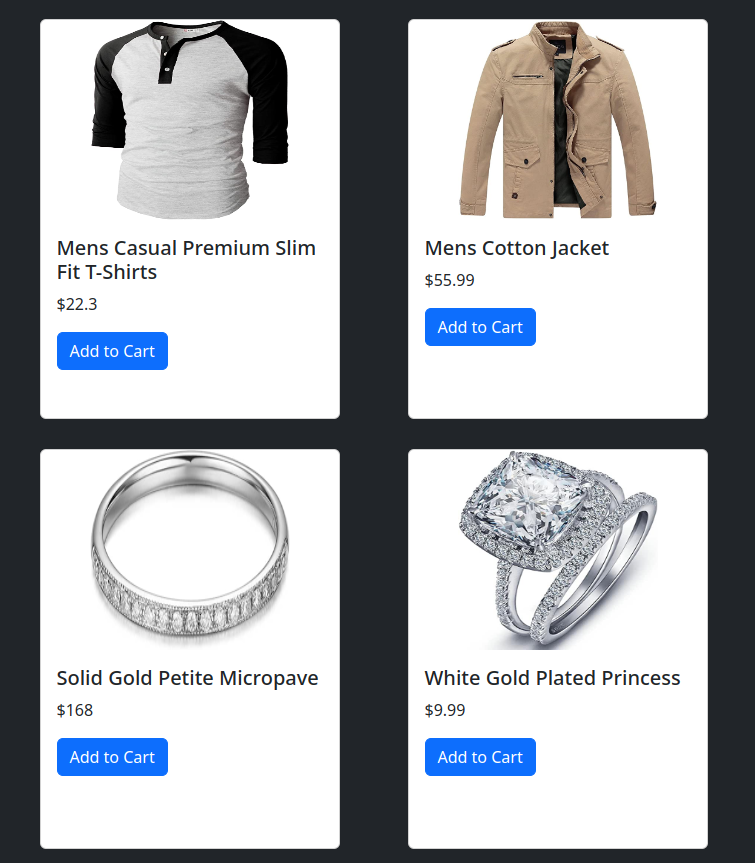 Mens Casual Premium Slim
Fit T-Shirts
$22.3
Add to Cart
Mens Cotton Jacket
$55.99
Add to Cart
Solid Gold Petite Micropave
$168
Add to Cart
White Gold Plated Princess
$9.99
Add to Cart